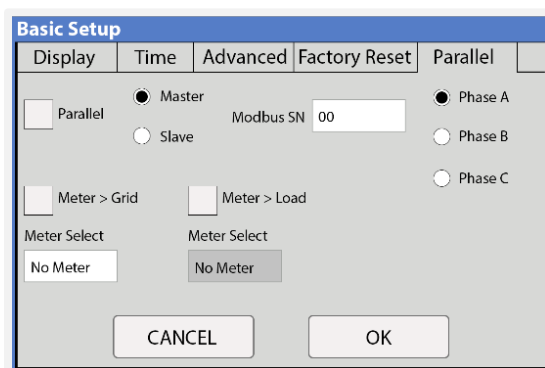 Basic Setup
Display Time Advanced Factory Reset Parallel
Master Phase A
Parallel Modbus SN 00
Slave Phase B
Phase C
Meter > Grid Meter > Load
Meter Select Meter Select
No Meter No Meter
CANCEL OK